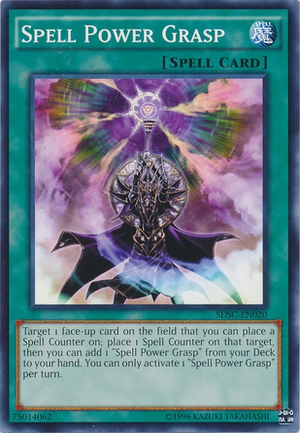 SPELL POWER GRASP
魔
[SPELL CARD]
SDSC-EN020
Target 1 face-up card on the field that you can place a
Spell Counter on; place 1 Spell Counter on that target,
then you can add 1 "Spell Power Grasp" from your Deck
to your hand. You can only activate 1 "Spell Power Grasp"
per turn.
75014062
©1996 KAZUKI TAKAHASHI